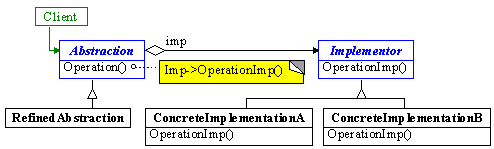 Client
Abstraction
imp
Implementor
Operation()
Imp->OperationImp()
OperationImp()
RefinedAbstraction
ConcreteImplementationA
ConcreteImplementationB
OperationImp()
OperationImp()